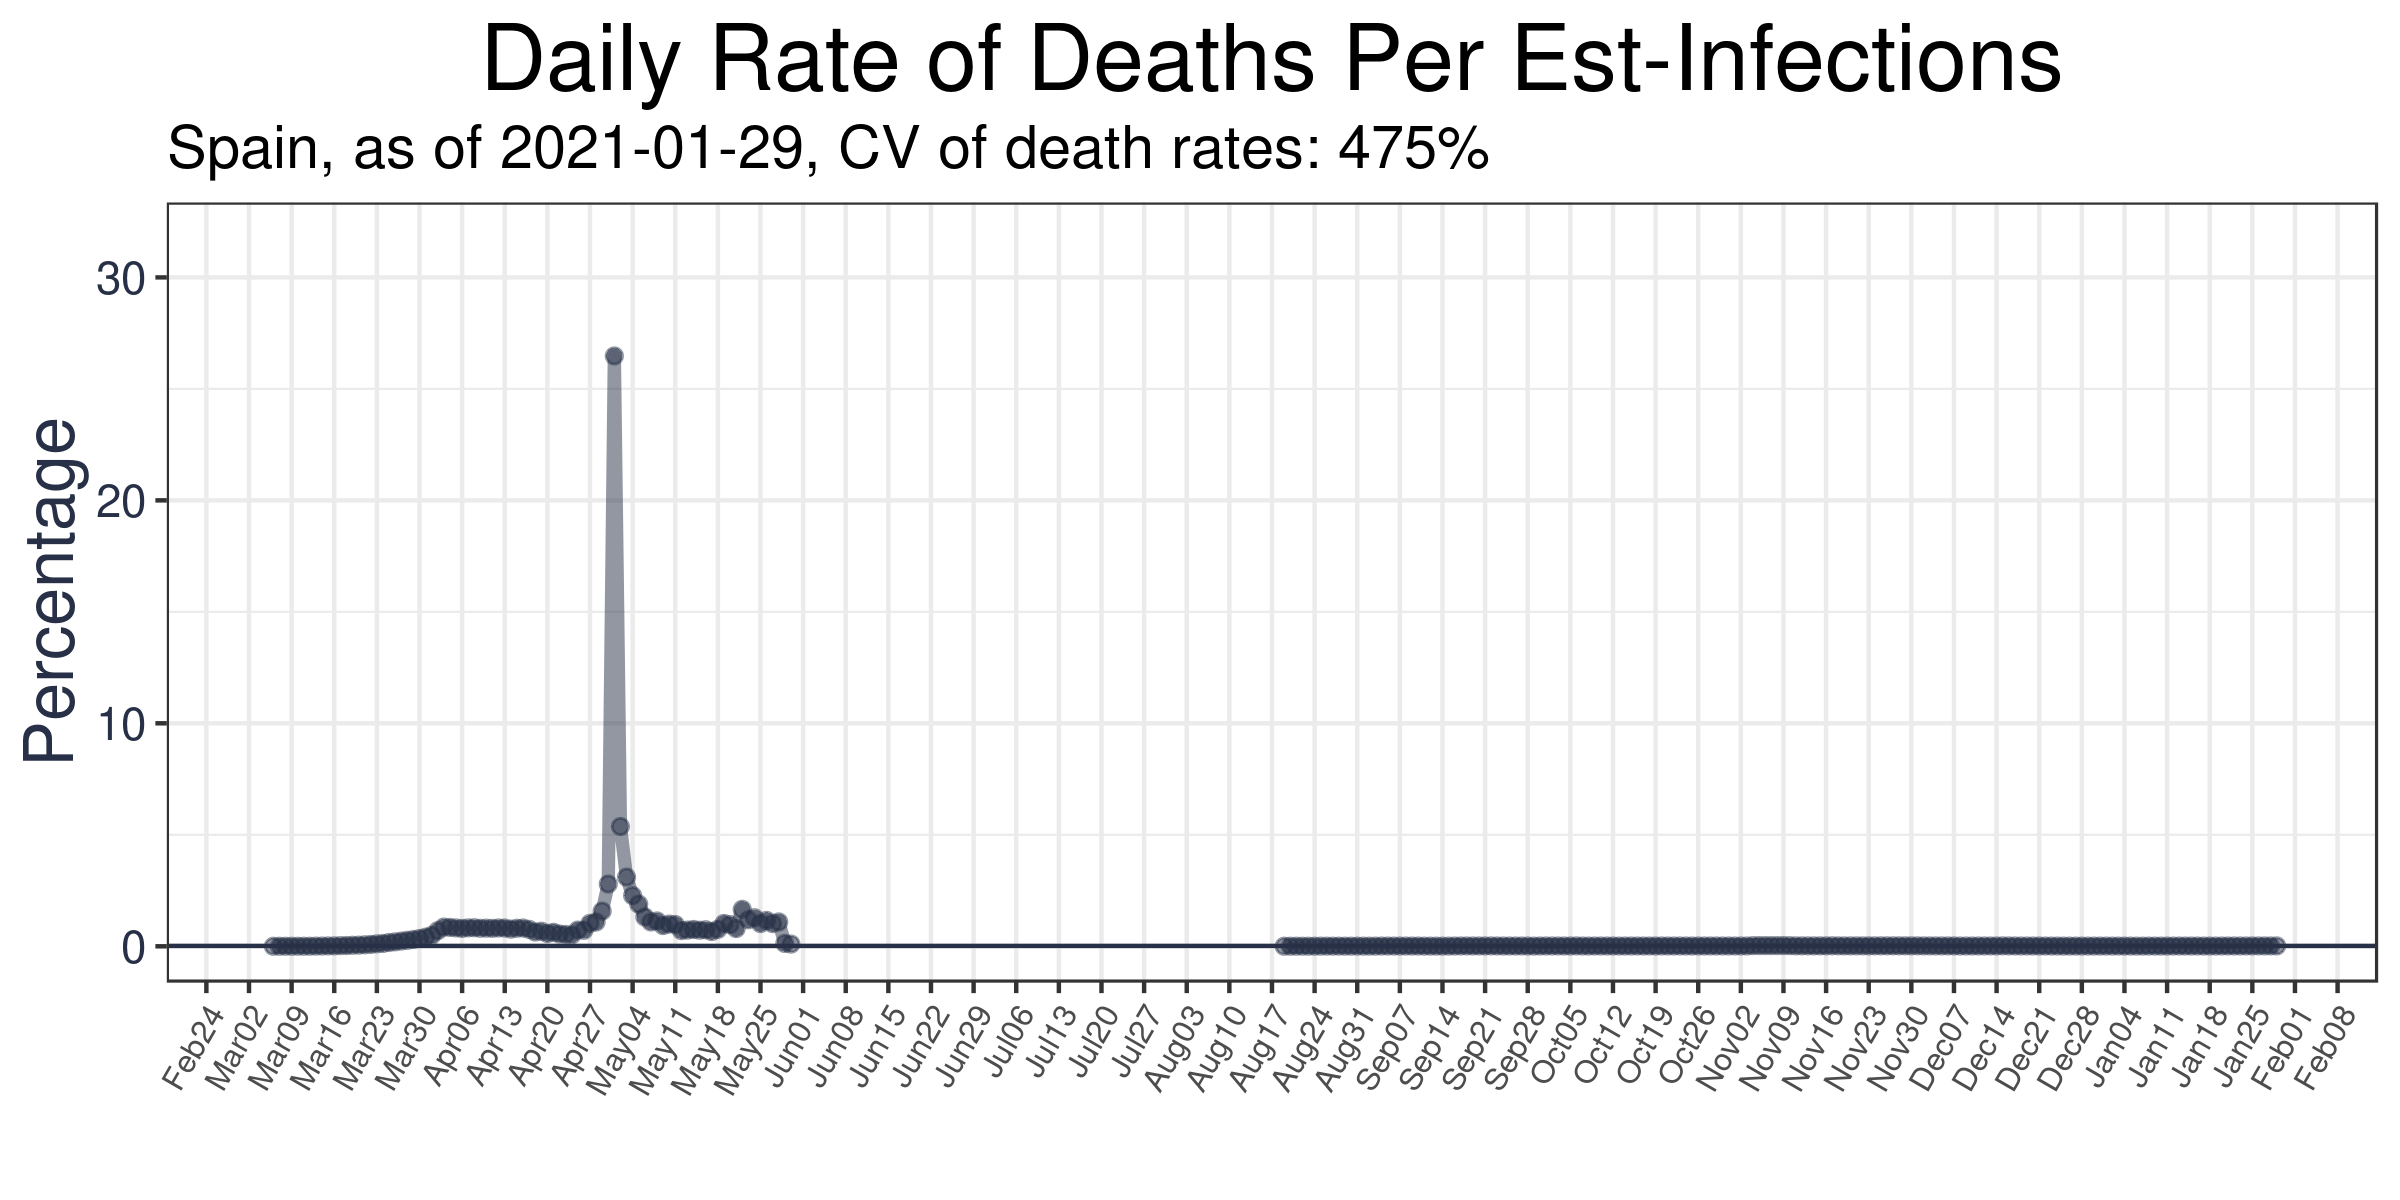 Daily Rate of Deaths Per Est-Infections
Spain, as of 2021-01-29, CV of death rates: 475%
Percentage
30
20
10
0
Feb24
Mar02
Mar09
Mar16
Mar23
Mar30
Apr06
Apr13
Apr20
Apr27
May04
May11
May18
May25
Jun01
Jun08
Jun15
Jun22
Jun29
Jul06
Jul13
Jul20
Jul27
Aug03
Aug10
Aug17
Aug24
Aug31
Sep07
Sep14
Sep21
Sep28
Oct05
Oct12
Oct19
Oct26
Nov02
Nov09
Nov16
Nov23
Nov30
Dec07
Dec14
Dec21
Dec28
Jan04
Jan11
Jan18
Jan25
Feb01
Feb08